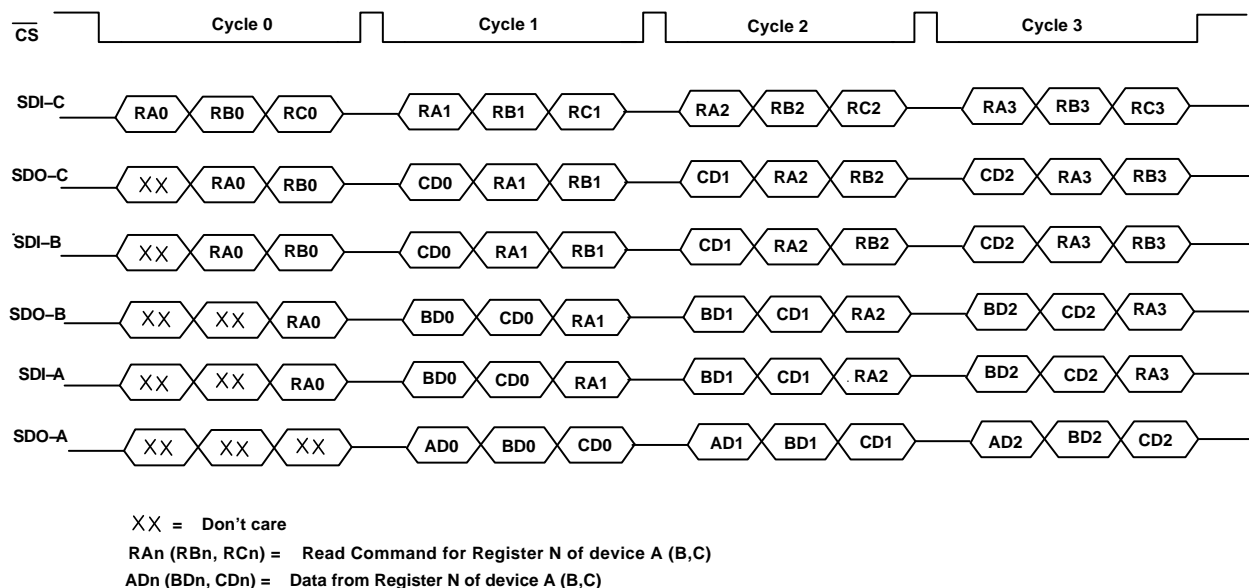 CS Cycle 0 Cycle 1 Cycle 2 Cycle 3
SDI–C RA0 RB0 RC0 RA1 RB1 RC1 RA2 RB2 RC2 RA3 RB3 RC3
SDO–C XX RA0 RB0 CD0 RA1 RB1 CD1 RA2 RB2 CD2 RA3 RB3
SDI–B XX RA0 RB0 CD0 RA1 RB1 CD1 RA2 RB2 CD2 RA3 RB3
SDO–B XX XX RA0 BD0 CD0 RA1 BD1 CD1 RA2 BD2 CD2 RA3
SDI–A XX XX RA0 BD0 CD0 RA1 BD1 CD1 RA2 BD2 CD2 RA3
SDO–A XX XX XX AD0 BD0 CD0 AD1 BD1 CD1 AD2 BD2 CD2
XX = Don't care
RAn (RBn, RCn) = Read Command for Register N of device A (B,C)
ADn (BDn, CDn) = Data from Register N of device A (B,C)